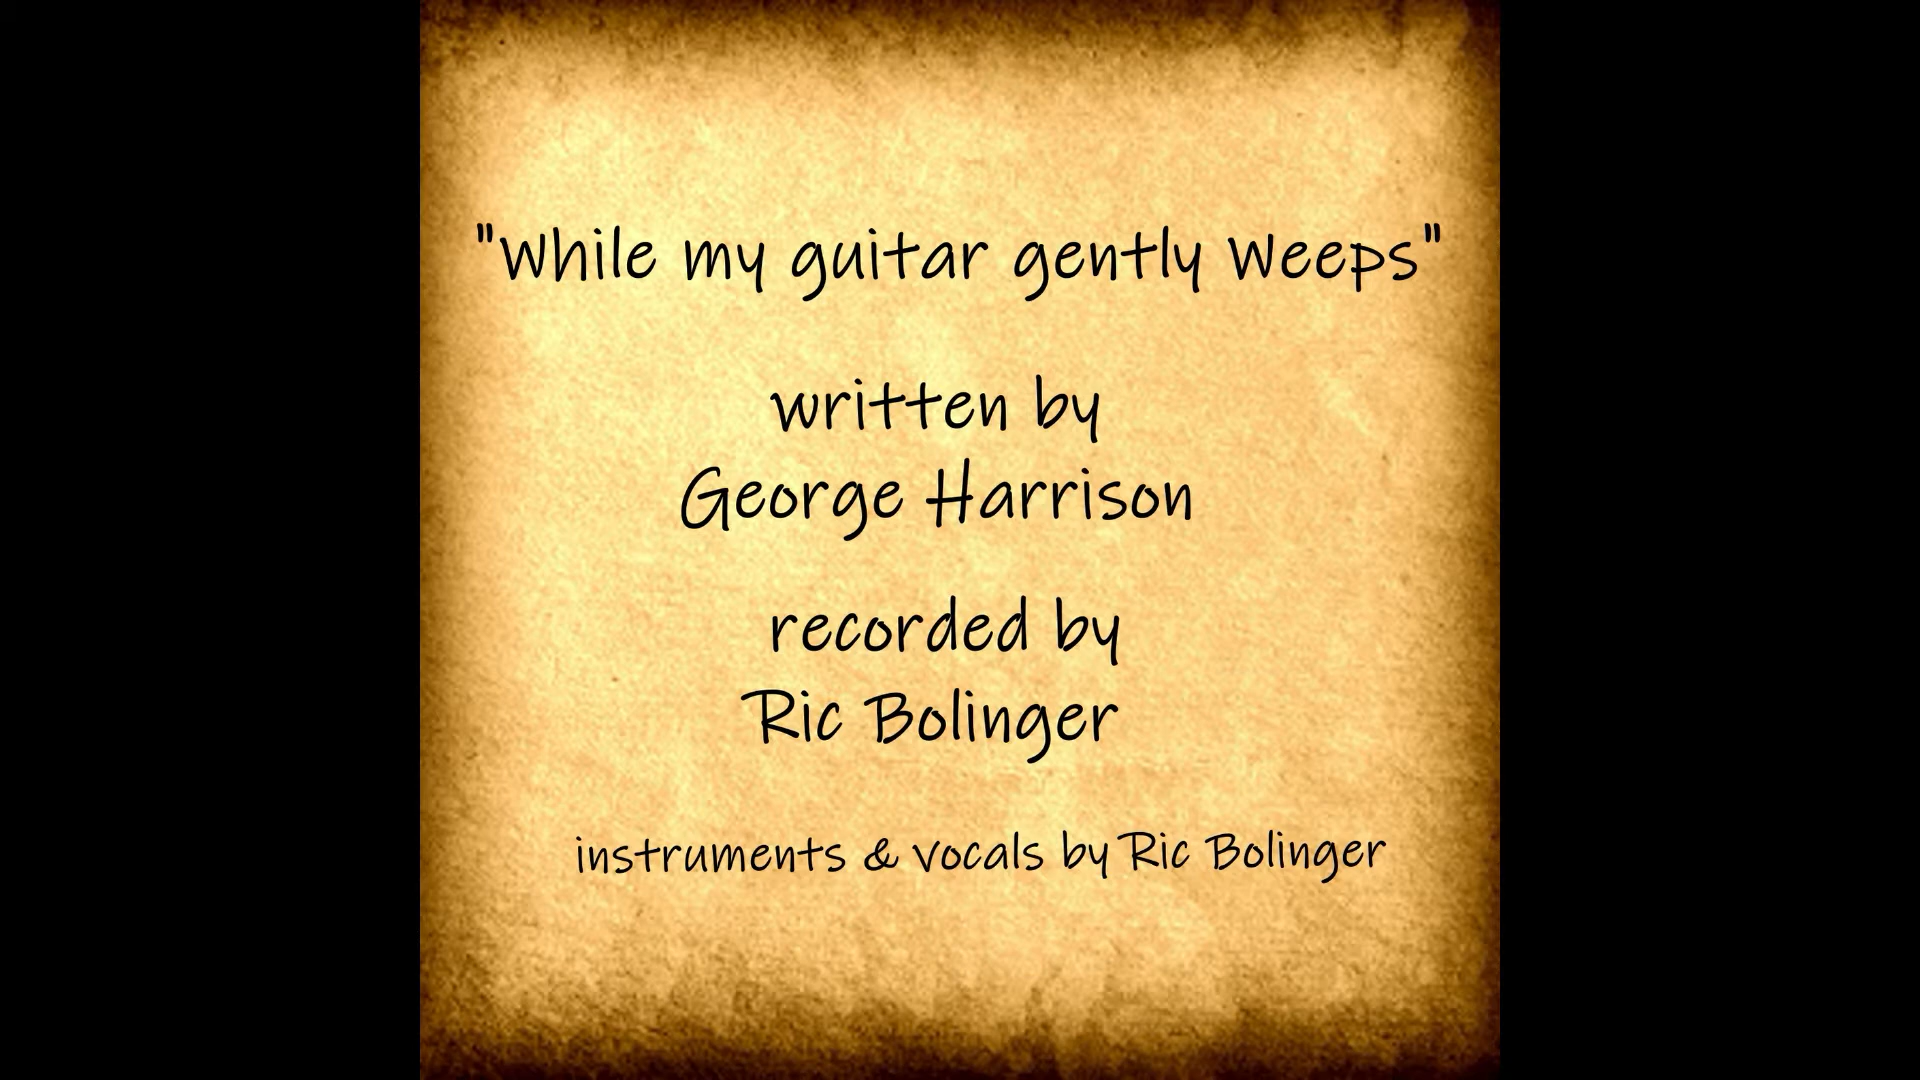 "While my guitar gently Weeps"
written by
George Harrison
recorded by
Ric Bolinger
instruments & vocals by Ric Bolinger